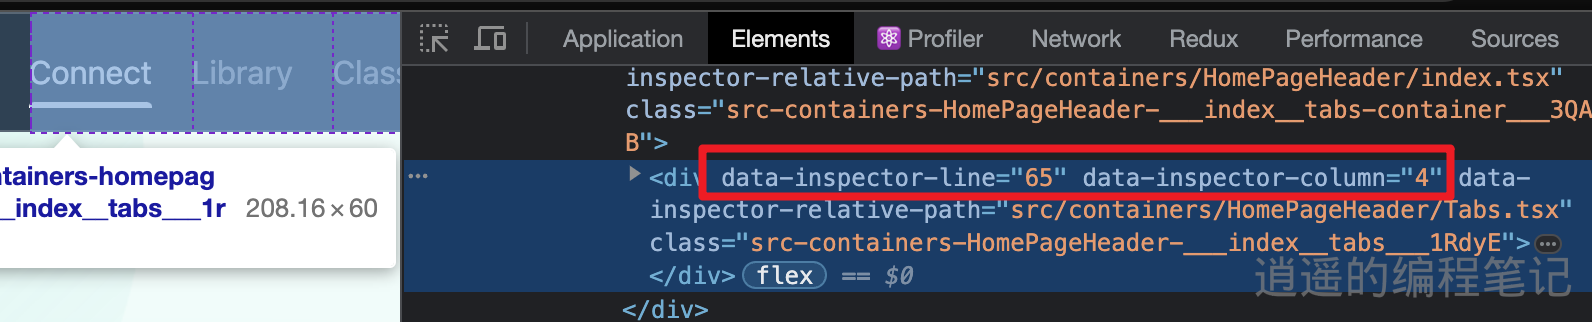 Connect Library Class
Application Elements Profiler Network Redux Performance Sources
inspector-relative-path="src/containers/HomePageHeader/index.tsx"
class="src-containers-HomePageHeader-___index__tabs-container___3QA
B">
<div data-inspector-line="65" data-inspector-column="4" data-
inspector-relative-path="src/containers/HomePageHeader/Tabs.tsx"
class="src-containers-HomePageHeader-___index__tabs___1RdyE">
</div> flex == $0
</div>
ntainers-homepag
__index__tabs___1r 208.16×60
逍遥的编程笔记